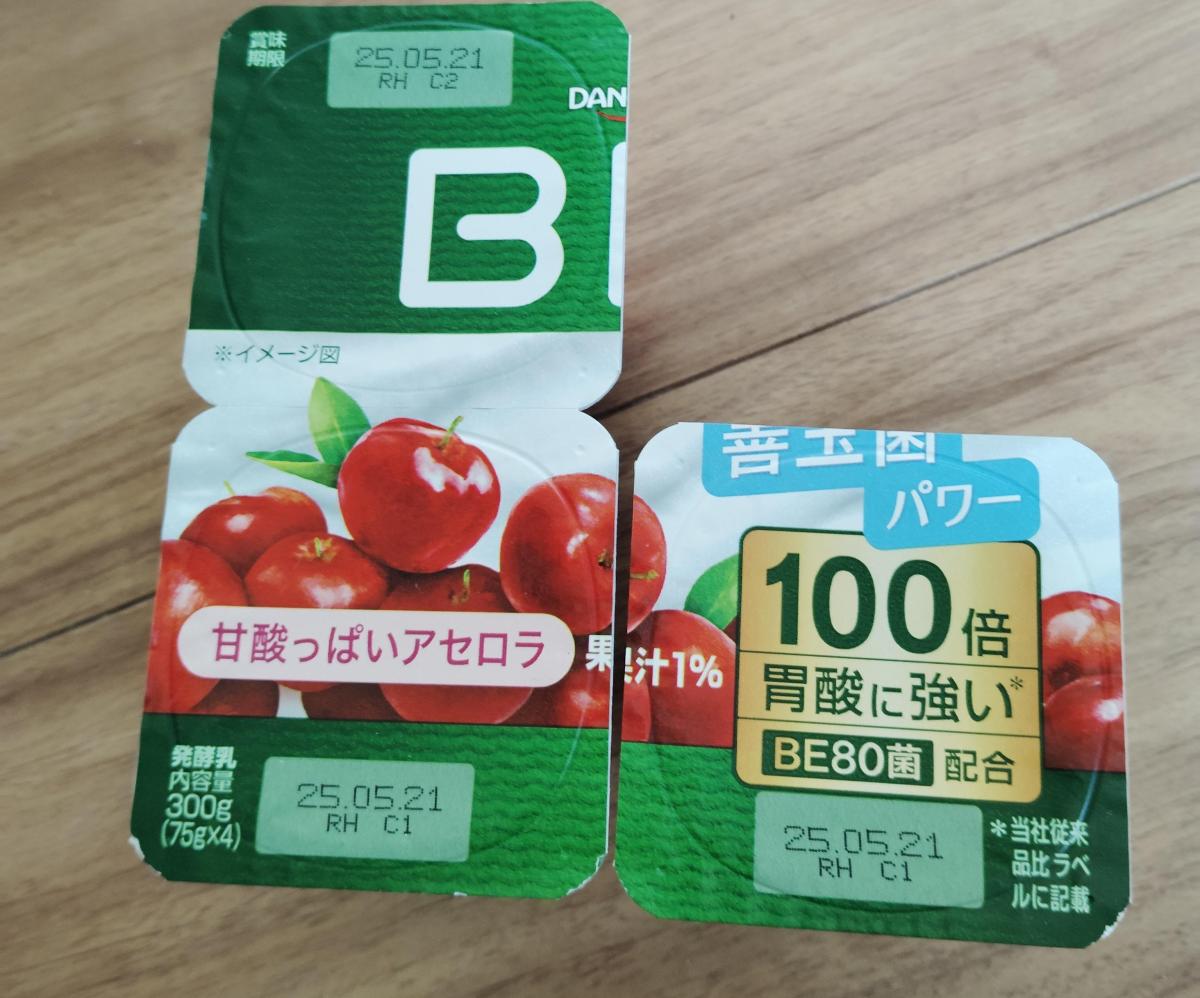 賞味
期限
25.05.21
RH C2
DAN
B
※イメージ図
甘酸っぱいアセロラ
果汁1%
発酵乳
内容量
300g
(75g×4)
25.05.21
RH C1
善玉菌
パワー
100倍
胃酸に強い*
BE80菌 配合
25.05.21
RH C1
*当社従来
品比 ラベ
ルに記載